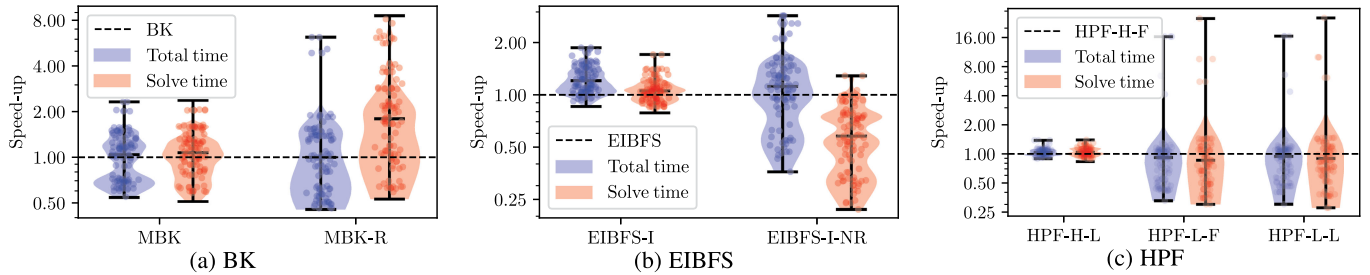 8.00
4.00
2.00
1.00
0.50
Speed-up
BK
Total time
Solve time
MBK
MBK-R
(a) BK
2.00
1.00
0.50
0.25
Speed-up
EIBFS
Total time
Solve time
EIBFS-I
EIBFS-I-NR
(b) EIBFS
16.00
8.00
4.00
2.00
1.00
0.50
0.25
Speed-up
HPF-H-F
Total time
Solve time
HPF-H-L
HPF-L-F
HPF-L-L
(c) HPF